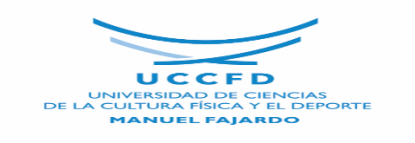 UCCFD
UNIVERSIDAD DE CIENCIAS
DE LA CULTURA FÍSICA Y EL DEPORTE
MANUEL FAJARDO